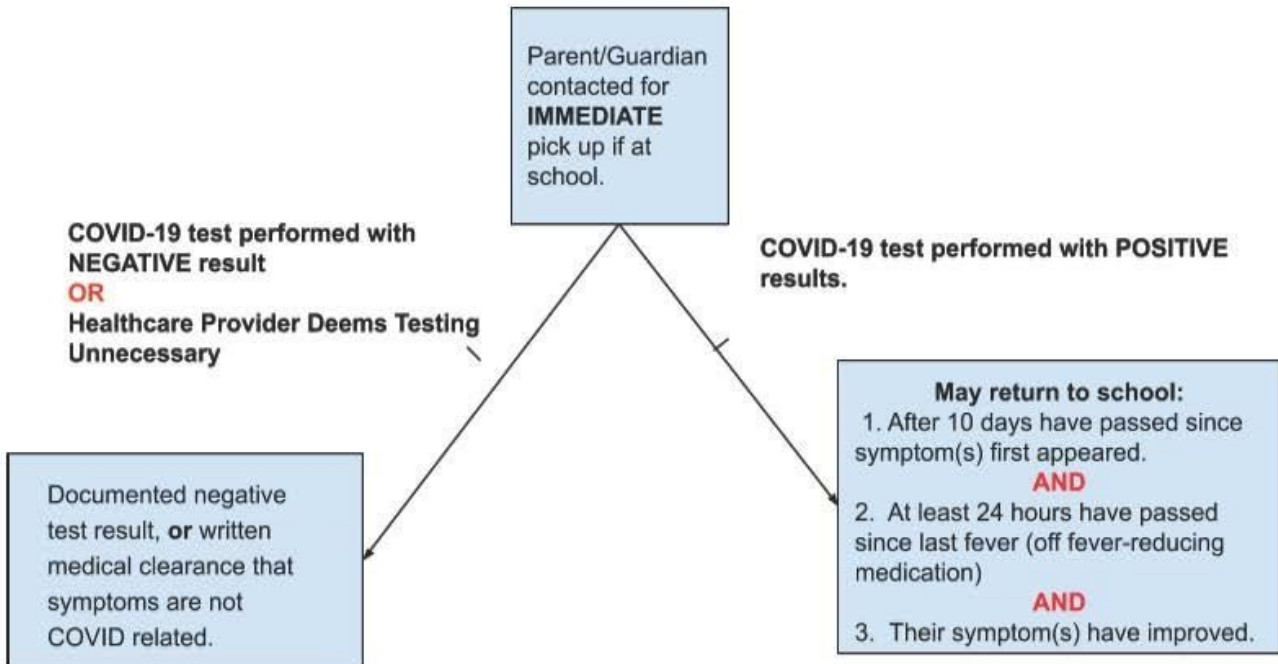 Parent/Guardian
contacted for
IMMEDIATE
pick up if at
school.
COVID-19 test performed with
NEGATIVE result
OR
Healthcare Provider Deems Testing
Unnecessary
COVID-19 test performed with POSITIVE
results.
Documented negative
test result, or written
medical clearance that
symptoms are not
COVID related.
May return to school:
1. After 10 days have passed since
symptom(s) first appeared.
AND
2. At least 24 hours have passed
since last fever (off fever-reducing
medication)
AND
3. Their symptom(s) have improved.